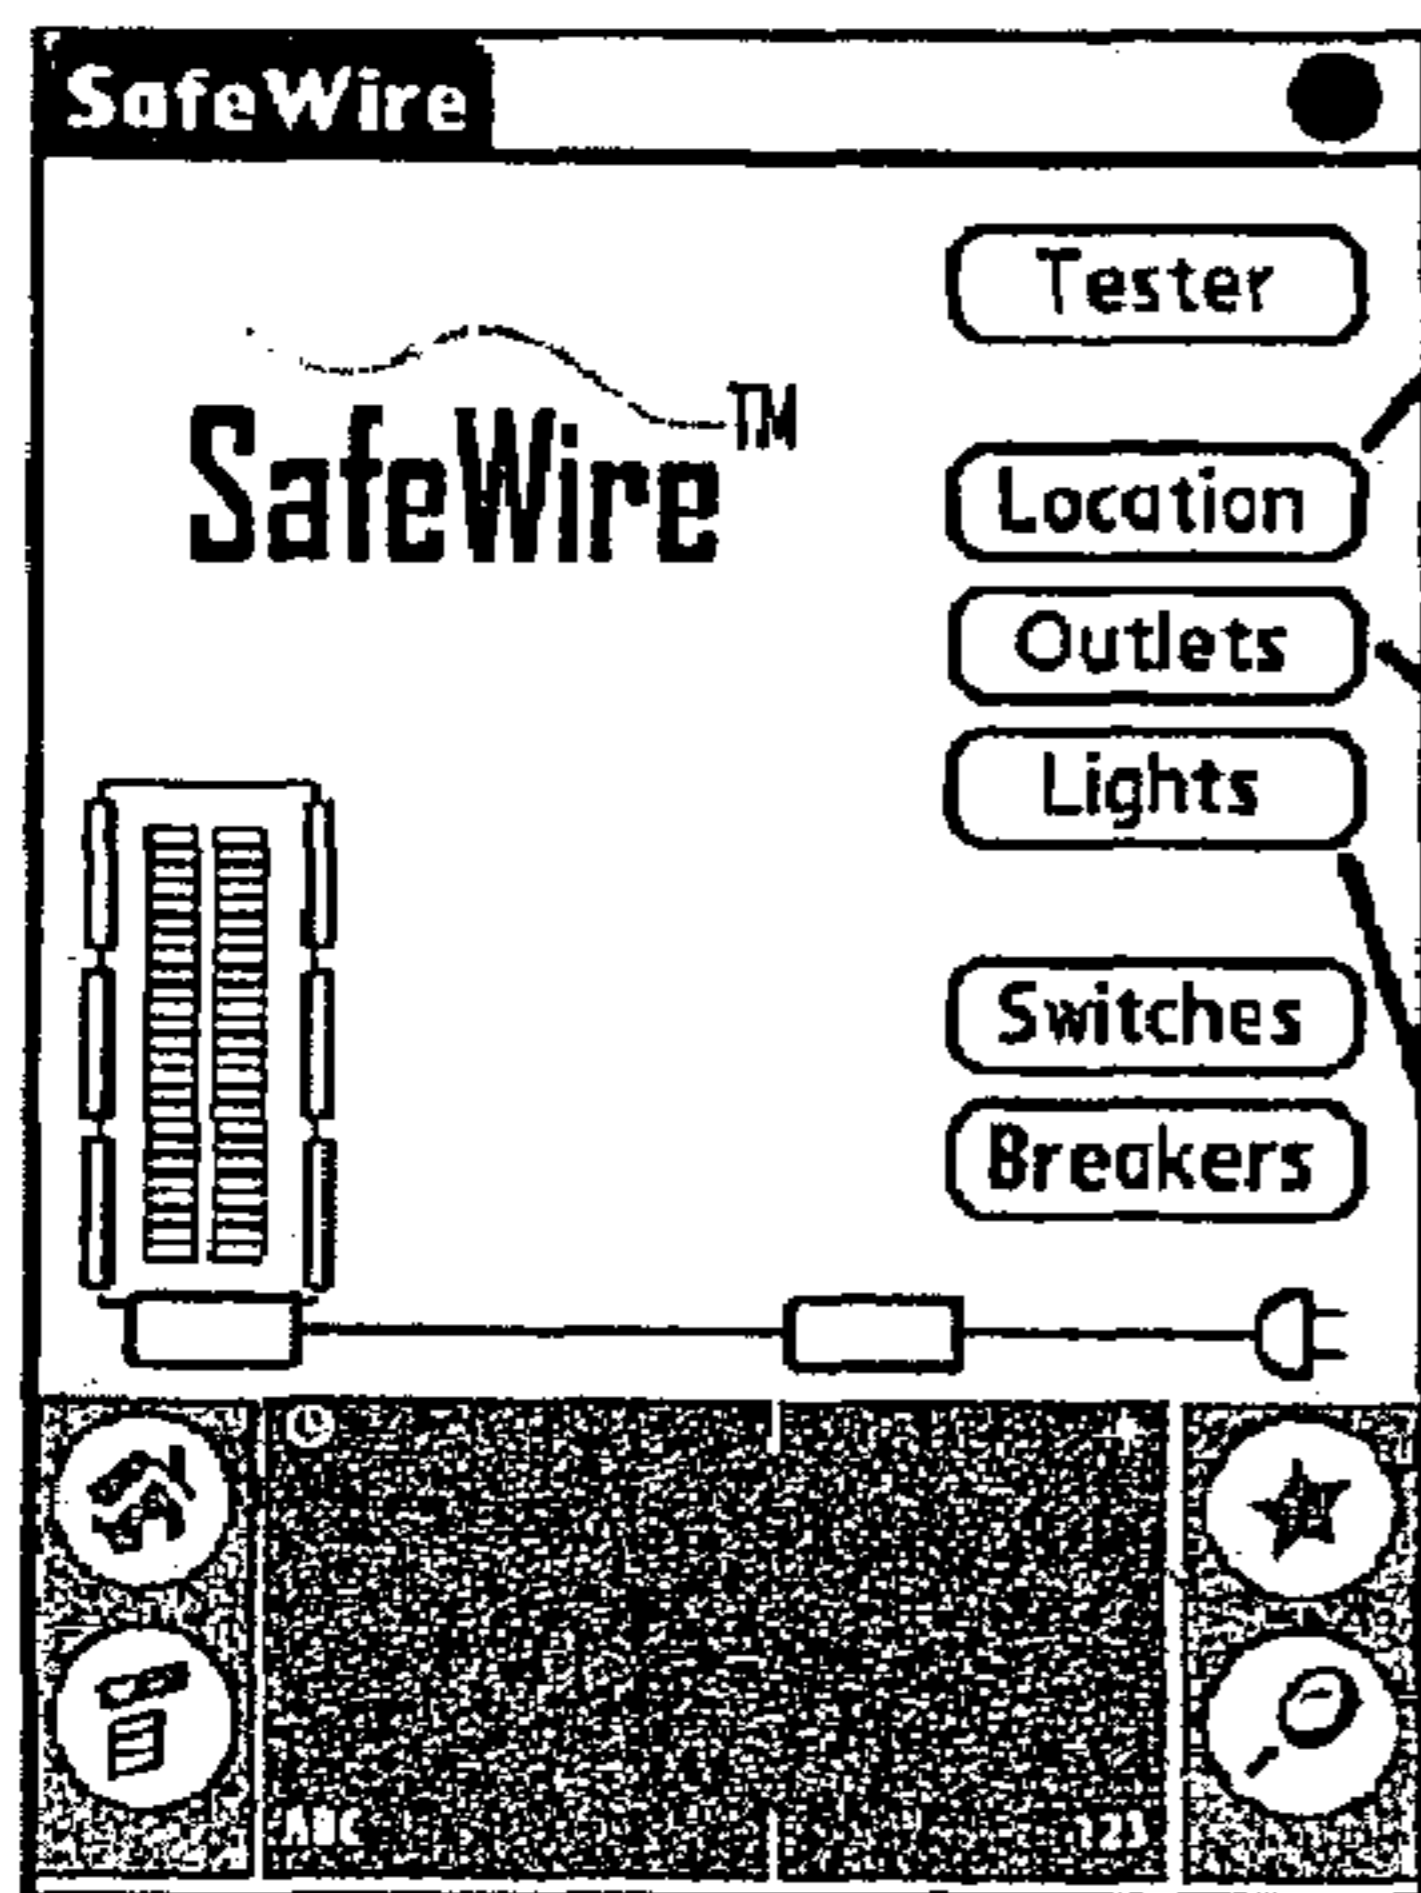 SafeWire
Tester
SafeWire™
Location
Outlets
Lights
Switches
Breakers
ABC
123